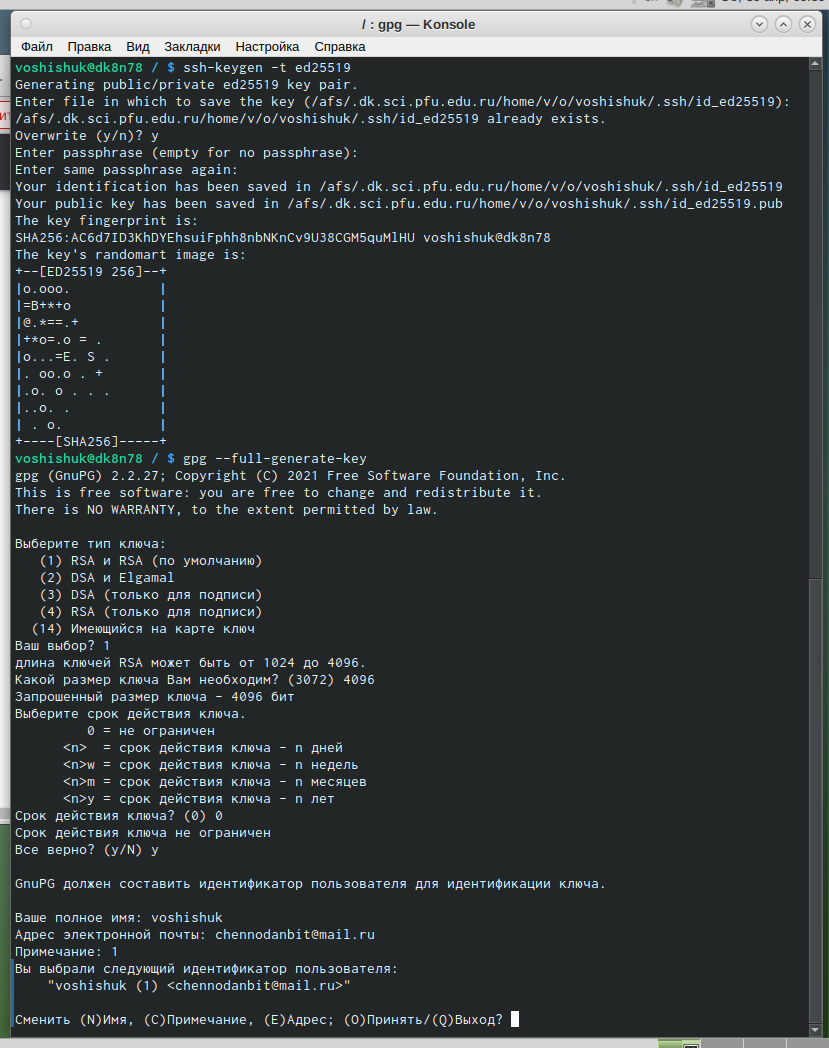 / : gpg — Konsole
Файл Правка Вид Закладки Настройка Справка
voshishuk@dk8n78 / $ ssh-keygen -t ed25519
Generating public/private ed25519 key pair.
Enter file in which to save the key (/afs/.dk.sci.pfu.edu.ru/home/v/o/voshishuk/.ssh/id_ed25519):
/afs/.dk.sci.pfu.edu.ru/home/v/o/voshishuk/.ssh/id_ed25519 already exists.
Overwrite (y/n)? y
Enter passphrase (empty for no passphrase):
Enter same passphrase again:
Your identification has been saved in /afs/.dk.sci.pfu.edu.ru/home/v/o/voshishuk/.ssh/id_ed25519
Your public key has been saved in /afs/.dk.sci.pfu.edu.ru/home/v/o/voshishuk/.ssh/id_ed25519.pub
The key fingerprint is:
SHA256:AC6d7ID3KhDYEhsuiFphh8nbNKnCv9U38CGM5quMlHU voshishuk@dk8n78
The key's randomart image is:
+--[ED25519 256]--+
|o.ooo.           |
|=B+*+o           |
|@.*==.+          |
|+*o=.o = .       |
|o...=E. S .      |
|. oo.o . +       |
|.o. o . . .      |
|..o. .           |
| . o.            |
+----[SHA256]-----+
voshishuk@dk8n78 / $ gpg --full-generate-key
gpg (GnuPG) 2.2.27; Copyright (C) 2021 Free Software Foundation, Inc.
This is free software: you are free to change and redistribute it.
There is NO WARRANTY, to the extent permitted by law.
Выберите тип ключа:
   (1) RSA и RSA (по умолчанию)
   (2) DSA и Elgamal
   (3) DSA (только для подписи)
   (4) RSA (только для подписи)
  (14) Имеющийся на карте ключ
Ваш выбор? 1
длина ключей RSA может быть от 1024 до 4096.
Какой размер ключа Вам необходим? (3072) 4096
Запрошенный размер ключа - 4096 бит
Выберите срок действия ключа.
         0 = не ограничен
      <n>  = срок действия ключа - n дней
      <n>w = срок действия ключа - n недель
      <n>m = срок действия ключа - n месяцев
      <n>y = срок действия ключа - n лет
Срок действия ключа? (0) 0
Срок действия ключа не ограничен
Все верно? (y/N) y
GnuPG должен составить идентификатор пользователя для идентификации ключа.
Ваше полное имя: voshishuk
Адрес электронной почты: chennodanbit@mail.ru
Примечание: 1
Вы выбрали следующий идентификатор пользователя:
    "voshishuk (1) <chennodanbit@mail.ru>"
Сменить (N)Имя, (C)Примечание, (E)Адрес; (O)Принять/(Q)Выход?